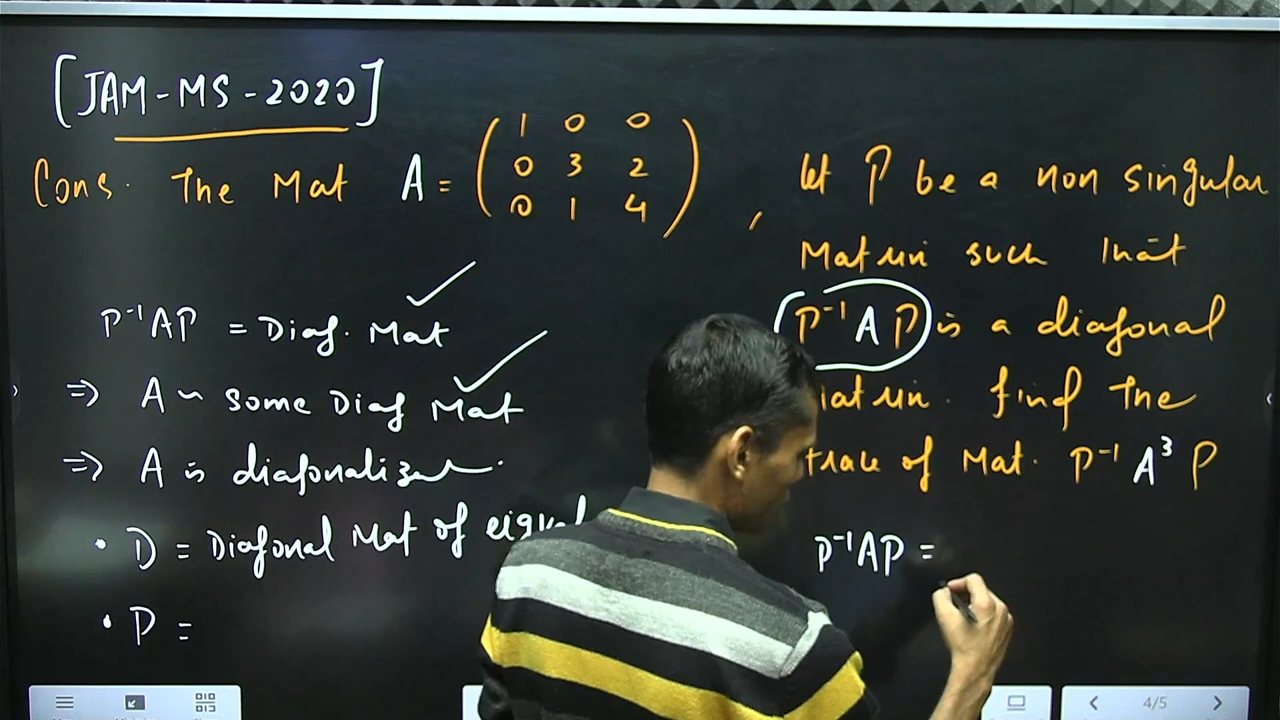 [JAM-MS-2020]
Cons. The Mat A = (1 0 0
0 3 2
0 1 4),
let P be a non singular
Matrix such that
P⁻¹AP is a diagonal
matrix. find the
trace of Mat. P⁻¹A³P
P⁻¹AP = Diag. Mat
⇒ A ~ some Diag Mat
⇒ A is
• D = Diagonal Mat of
• P =
P⁻¹AP =
4/5